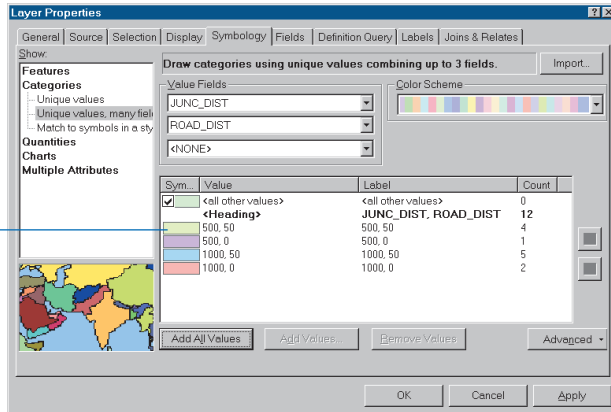 Layer Properties
General Source Selection Display Symbology Fields Definition Query Labels Joins & Relates
Show:
Features
Categories
Unique values
Unique values, many fiel
Match to symbols in a sty
Quantities
Charts
Multiple Attributes
Draw categories using unique values combining up to 3 fields.
Import...
Value Fields
JUNC_DIST
ROAD_DIST
<NONE>
Color Scheme
Sym... Value Label Count
<all other values> <all other values> 0
<Heading> JUNC_DIST, ROAD_DIST 12
500, 50 500, 50 4
500, 0 500, 0 1
1000, 50 1000, 50 5
1000, 0 1000, 0 2
Add All Values Add Values... Remove Values Advanced
OK Cancel Apply